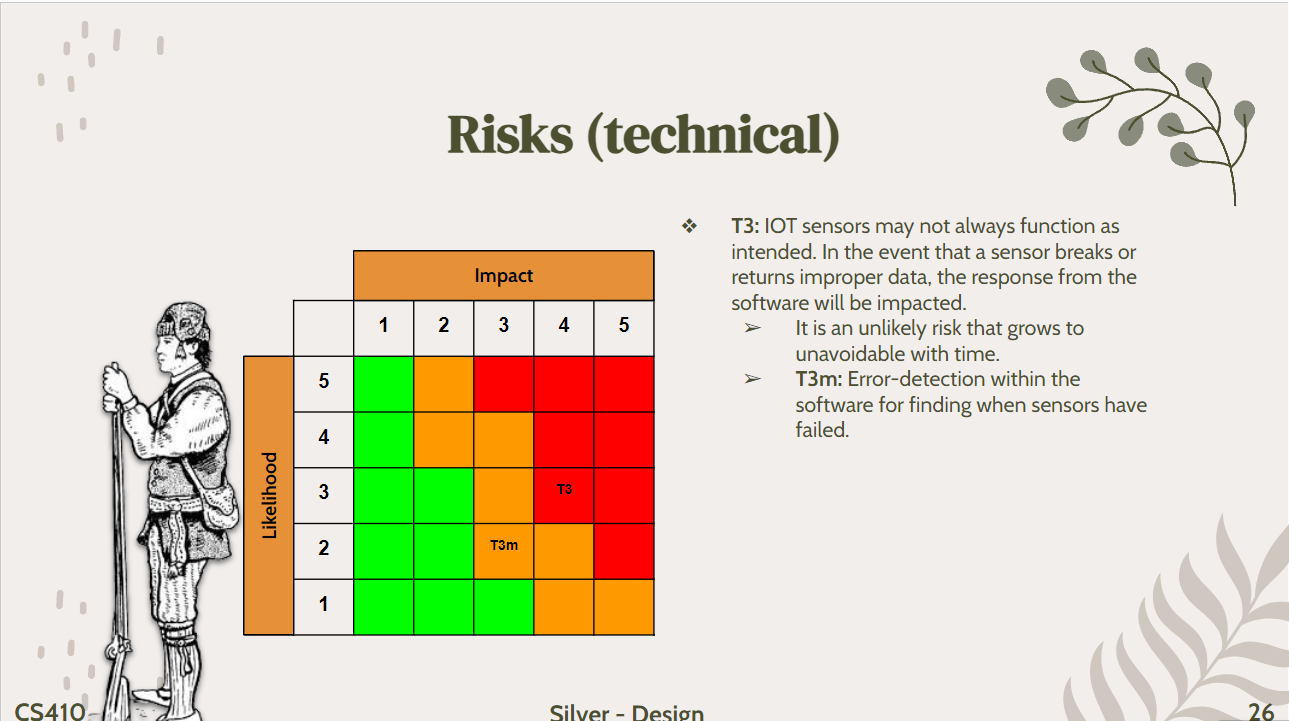 Risks (technical)
❖ T3: IOT sensors may not always function as
intended. In the event that a sensor breaks or
returns improper data, the response from the
software will be impacted.
➢ It is an unlikely risk that grows to
unavoidable with time.
➢ T3m: Error-detection within the
software for finding when sensors have
failed.
Impact
1 2 3 4 5
Likelihood
5
4
3 T3
2 T3m
1
CS410
Silver - Design
26